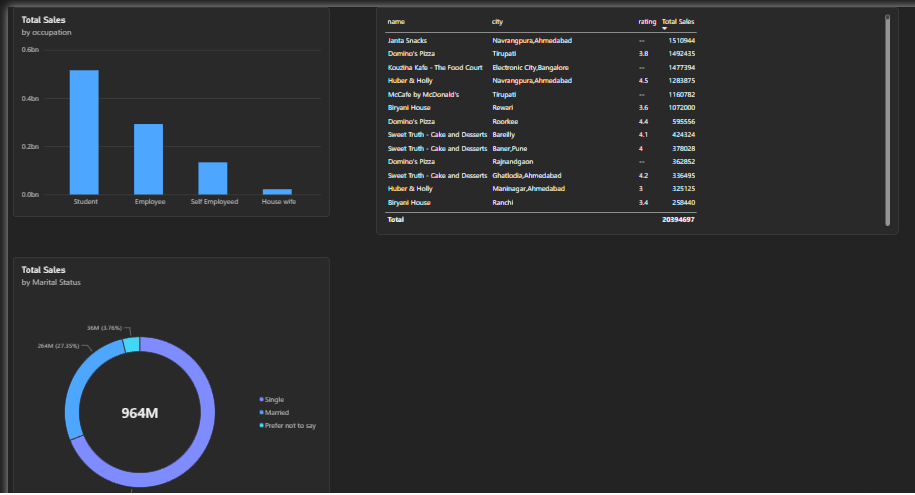 Total Sales
by occupation
0.6bn
0.4bn
0.2bn
0.0bn
Student Employee Self Employeed House wife
name city rating Total Sales
Janta Snacks Navrangpura,Ahmedabad -- 1510944
Domino's Pizza Tirupati 3.8 1492435
Kouzina Kafe - The Food Court Electronic City,Bangalore -- 1477394
Huber & Holly Navrangpura,Ahmedabad 4.5 1283875
McCafe by McDonald's Tirupati -- 1160782
Biryani House Rewari 3.6 1072000
Domino's Pizza Roorkee 4.4 595556
Sweet Truth - Cake and Desserts Bareilly 4.1 424324
Sweet Truth - Cake and Desserts Baner,Pune 4 378028
Domino's Pizza Rajnandgaon -- 362852
Sweet Truth - Cake and Desserts Ghatlodia,Ahmedabad 4.2 336495
Huber & Holly Maninagar,Ahmedabad 3 325125
Biryani House Ranchi 3.4 258440
Total 20394697
Total Sales
by Marital Status
36M (3.76%)
264M (27.35%)
964M
Single
Married
Prefer not to say